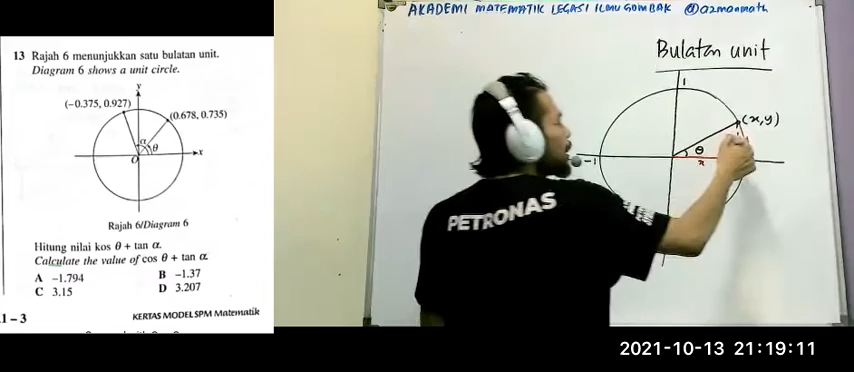 13 Rajah 6 menunjukkan satu bulatan unit.
Diagram 6 shows a unit circle.
y
(−0.375, 0.927)
(0.678, 0.735)
α
θ
x
O
Rajah 6/Diagram 6
Hitung nilai kos θ + tan α.
Calculate the value of cos θ + tan α.
A −1.794
B −1.37
C 3.15
D 3.207
1 – 3
KERTAS MODEL SPM Matematik
AKADEMI MATEMATIK LEGASI ILMU GOMBAK @azmanmath
Bulatan unit
1
(x,y)
θ
−1
x
PETRONAS
2021-10-13 21:19:11